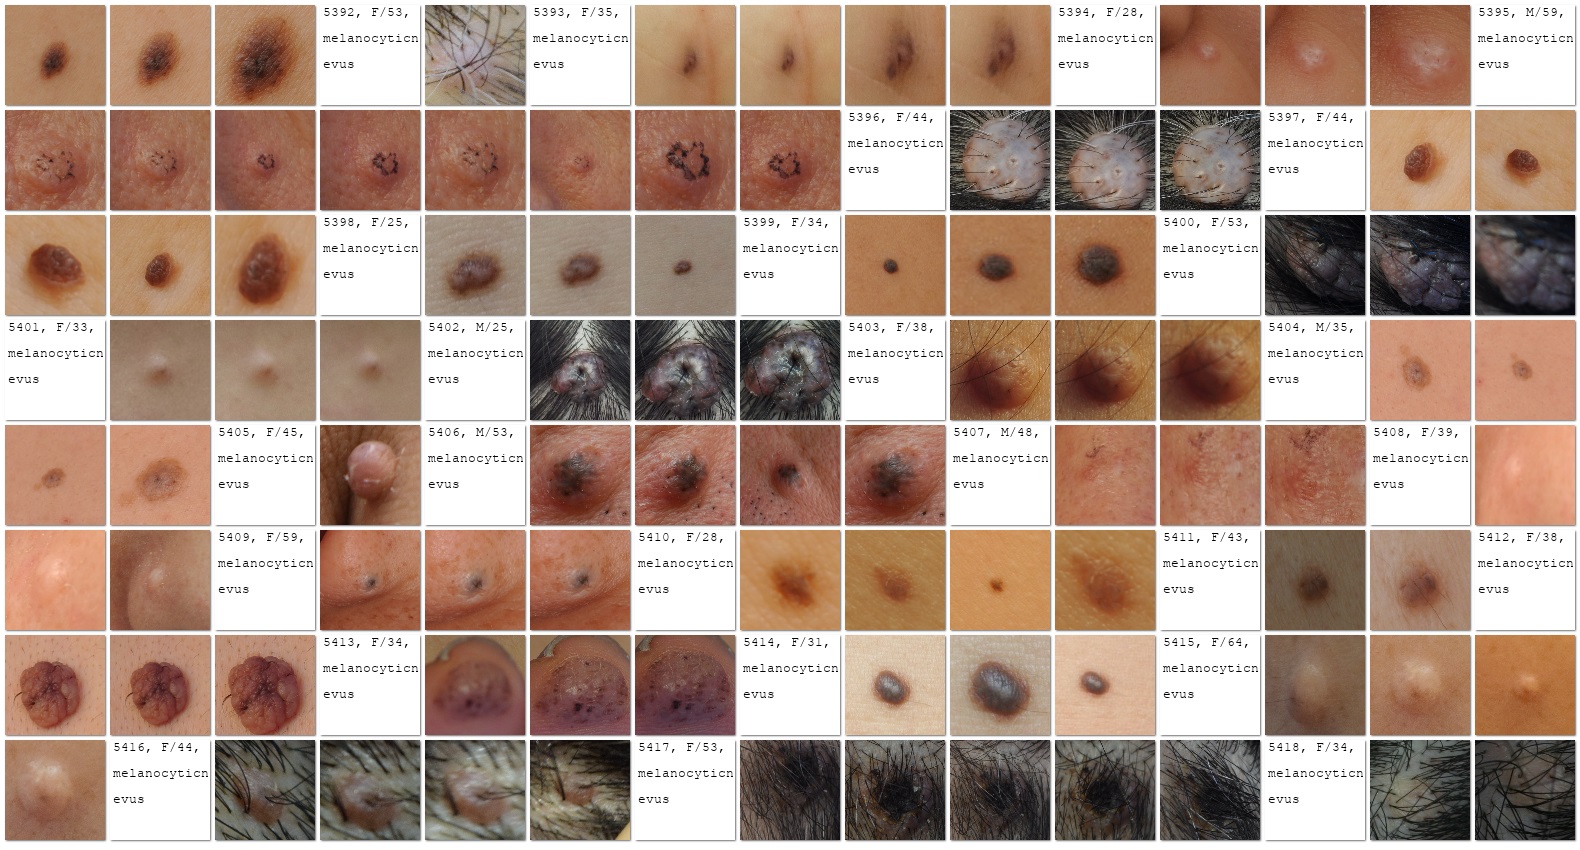 5392, F/53,
melanocyticn
evus
5393, F/35,
melanocyticn
evus
5394, F/28,
melanocyticn
evus
5395, M/59,
melanocyticn
evus
5396, F/44,
melanocyticn
evus
5397, F/44,
melanocyticn
evus
5398, F/25,
melanocyticn
evus
5399, F/34,
melanocyticn
evus
5400, F/53,
melanocyticn
evus
5401, F/33,
melanocyticn
evus
5402, M/25,
melanocyticn
evus
5403, F/38,
melanocyticn
evus
5404, M/35,
melanocyticn
evus
5405, F/45,
melanocyticn
evus
5406, M/53,
melanocyticn
evus
5407, M/48,
melanocyticn
evus
5408, F/39,
melanocyticn
evus
5409, F/59,
melanocyticn
evus
5410, F/28,
melanocyticn
evus
5411, F/43,
melanocyticn
evus
5412, F/38,
melanocyticn
evus
5413, F/34,
melanocyticn
evus
5414, F/31,
melanocyticn
evus
5415, F/64,
melanocyticn
evus
5416, F/44,
melanocyticn
evus
5417, F/53,
melanocyticn
evus
5418, F/34,
melanocyticn
evus